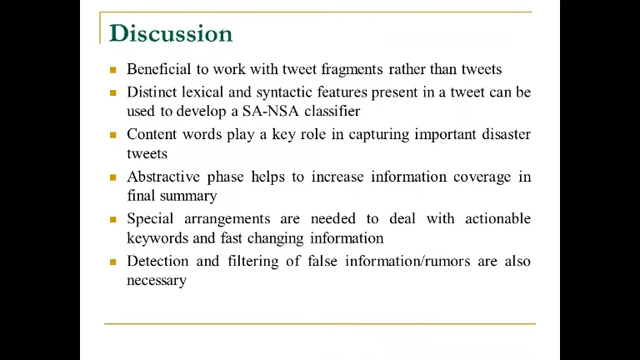 Discussion
Beneficial to work with tweet fragments rather than tweets
Distinct lexical and syntactic features present in a tweet can be
used to develop a SA-NSA classifier
Content words play a key role in capturing important disaster
tweets
Abstractive phase helps to increase information coverage in
final summary
Special arrangements are needed to deal with actionable
keywords and fast changing information
Detection and filtering of false information/rumors are also
necessary